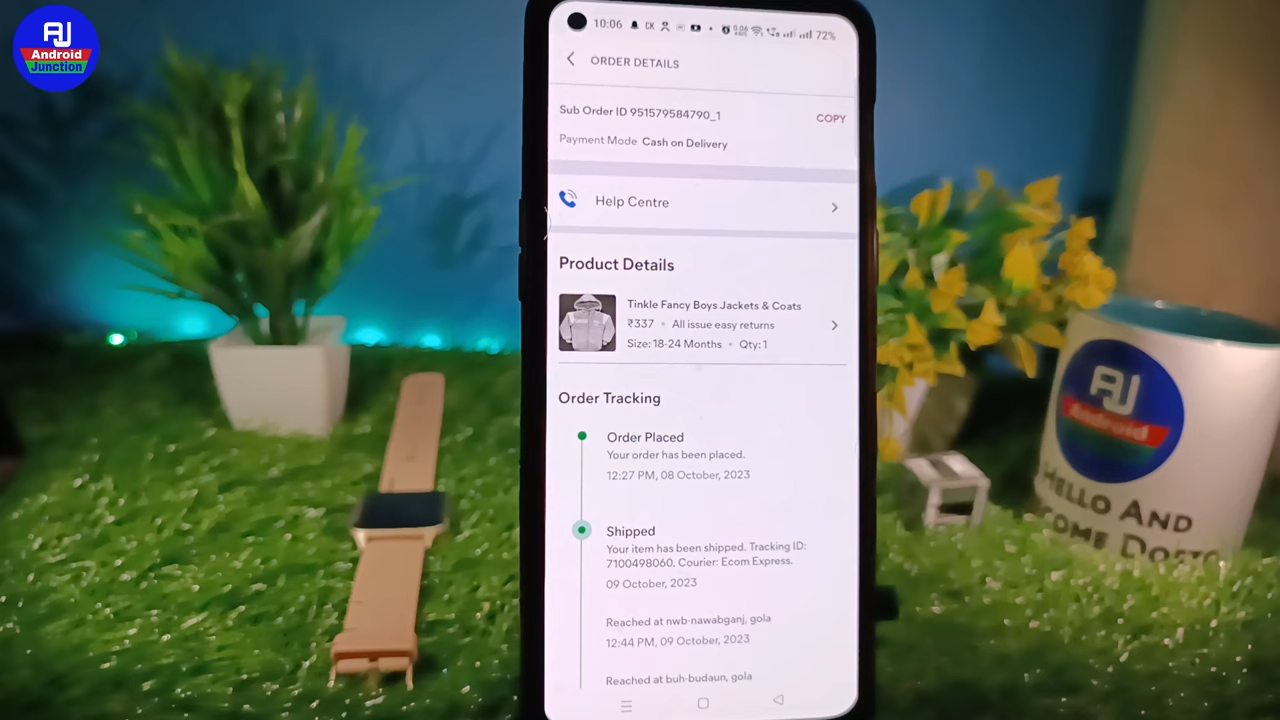 AJ
Android
Junction
10:06
72%
ORDER DETAILS
Sub Order ID 951579584790_1
COPY
Payment Mode Cash on Delivery
Help Centre
Product Details
Tinkle Fancy Boys Jackets & Coats
₹337 • All issue easy returns
Size: 18-24 Months • Qty: 1
Order Tracking
Order Placed
Your order has been placed.
12:27 PM, 08 October, 2023
Shipped
Your item has been shipped. Tracking ID:
7100498060. Courier: Ecom Express.
09 October, 2023
Reached at nwb-nawabganj, gola
12:44 PM, 09 October, 2023
Reached at buh-budaun, gola
AJ
Android
HELLO AND
COME DOSTO